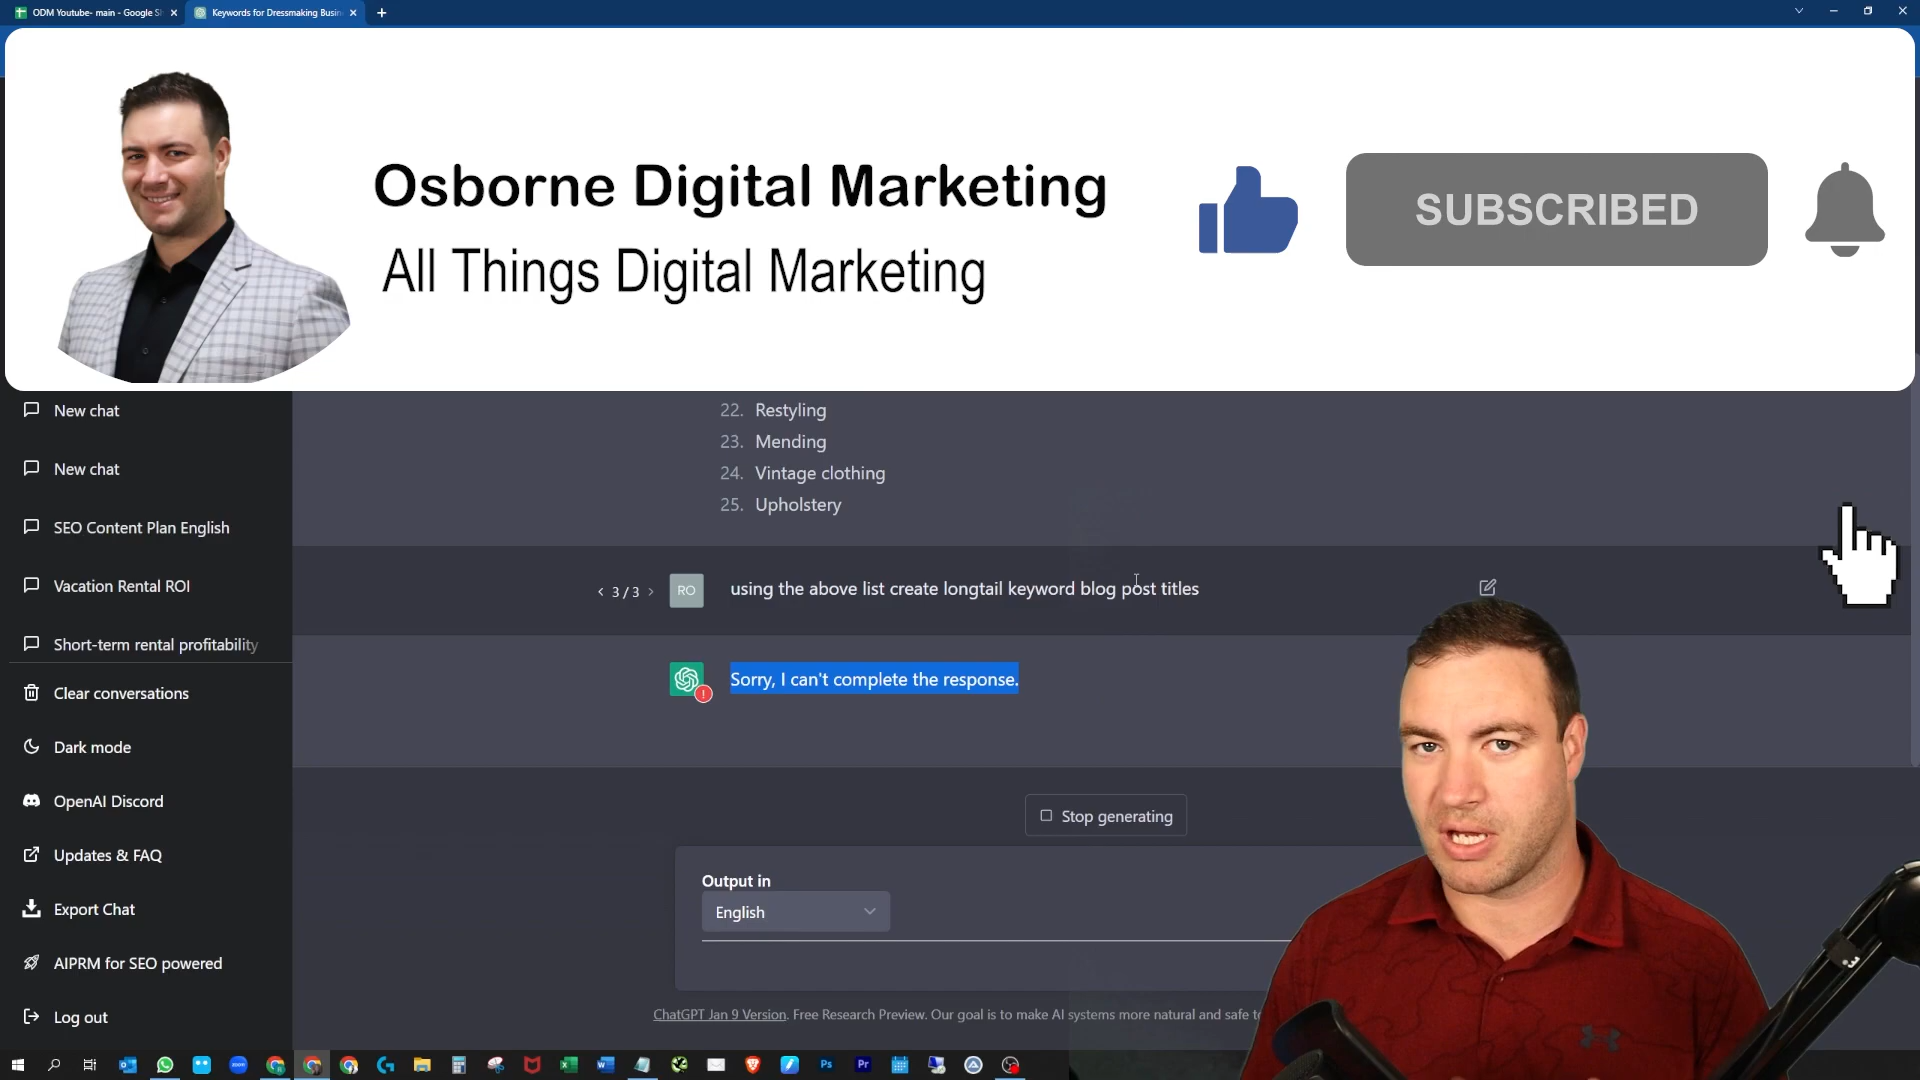 ODM Youtube- main - Google Sh
Keywords for Dressmaking Busin
Osborne Digital Marketing
All Things Digital Marketing
SUBSCRIBED
New chat
New chat
SEO Content Plan English
Vacation Rental ROI
Short-term rental profitability
Clear conversations
Dark mode
OpenAI Discord
Updates & FAQ
Export Chat
AIPRM for SEO powered
Log out
22. Restyling
23. Mending
24. Vintage clothing
25. Upholstery
< 3 / 3 >
RO
using the above list create longtail keyword blog post titles
Sorry, I can't complete the response.
Stop generating
Output in
English
ChatGPT Jan 9 Version. Free Research Preview. Our goal is to make AI systems more natural and safe to
zoom
Ps
Pr